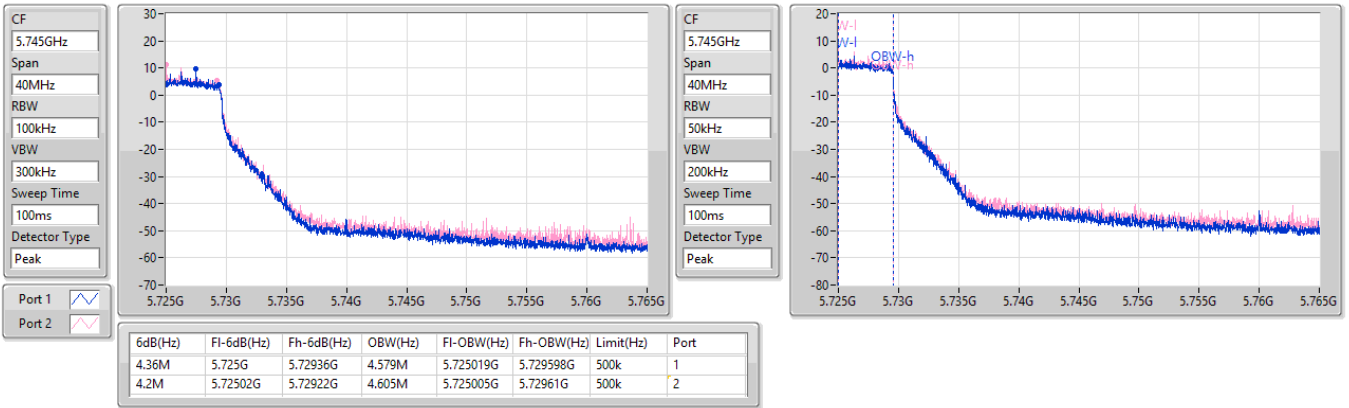 CF
5.745GHz
Span
40MHz
RBW
100kHz
VBW
300kHz
Sweep Time
100ms
Detector Type
Peak
Port 1
Port 2
30
20
10
0
-10
-20
-30
-40
-50
-60
-70
5.725G 5.73G 5.735G 5.74G 5.745G 5.75G 5.755G 5.76G 5.765G
CF
5.745GHz
Span
40MHz
RBW
50kHz
VBW
200kHz
Sweep Time
100ms
Detector Type
Peak
20
10
0
-10
-20
-30
-40
-50
-60
-70
-80
W-l
W-l
OBW-h
5.725G 5.73G 5.735G 5.74G 5.745G 5.75G 5.755G 5.76G 5.765G
6dB(Hz) Fl-6dB(Hz) Fh-6dB(Hz) OBW(Hz) Fl-OBW(Hz) Fh-OBW(Hz) Limit(Hz) Port
4.36M 5.725G 5.72936G 4.579M 5.725019G 5.729598G 500k 1
4.2M 5.72502G 5.72922G 4.605M 5.725005G 5.72961G 500k 2